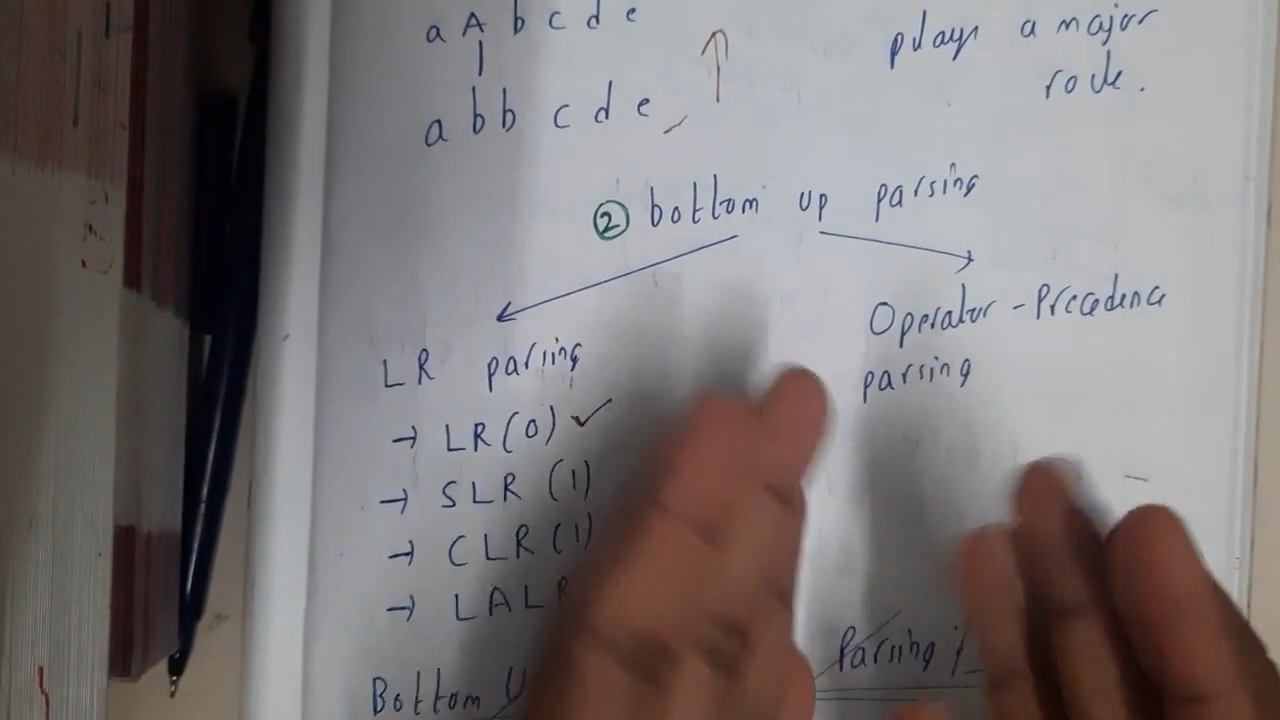 a A b c d e
plays a major
role.
a b b c d e
② bottom up parsing
Operator - Precedence
parsing
LR parsing
→ LR(0) ✓
→ SLR (1)
→ CLR(1)
→ LALR
Parsing
Bottom U